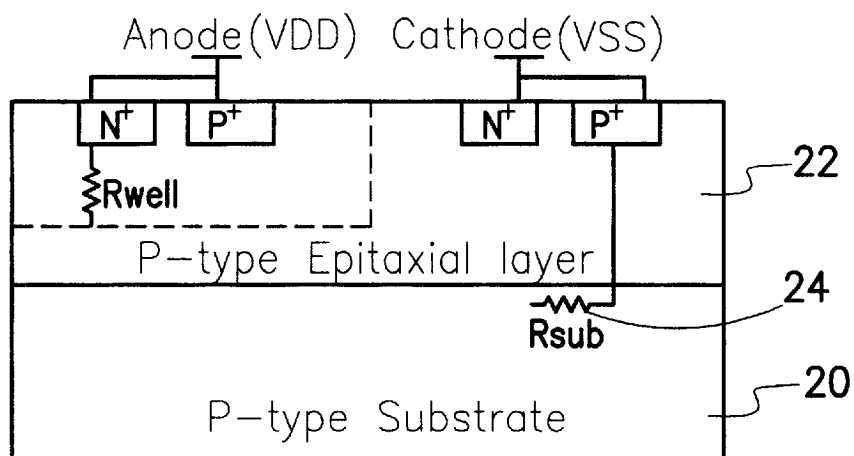 Anode(VDD) Cathode(VSS)
N+ P+ N+ P+
22
Rwell
P-type Epitaxial layer
24
Rsub
20
P-type Substrate